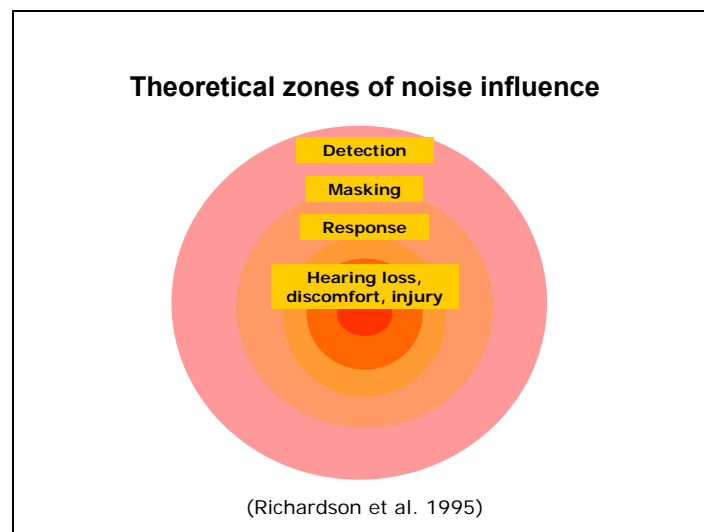 Theoretical zones of noise influence
Detection
Masking
Response
Hearing loss,
discomfort, injury
(Richardson et al. 1995)